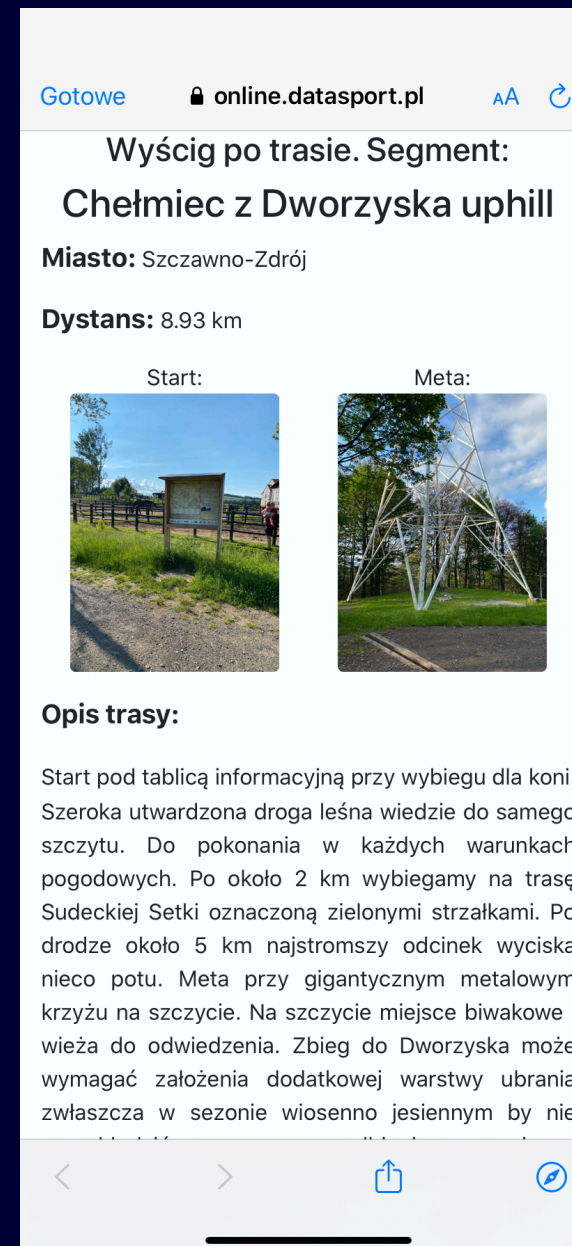 Gotowe online.datasport.pl AA
Wyścig po trasie. Segment:
Chełmiec z Dworzyska uphill
Miasto: Szczawno-Zdrój
Dystans: 8.93 km
Start: Meta:
Opis trasy:
Start pod tablicą informacyjną przy wybiegu dla koni
Szeroka utwardzona droga leśna wiedzie do samego
szczytu. Do pokonania w każdych warunkach
pogodowych. Po około 2 km wybiegamy na trasę
Sudeckiej Setki oznaczoną zielonymi strzałkami. Po
drodze około 5 km najstromszy odcinek wyciska
nieco potu. Meta przy gigantycznym metalowym
krzyżu na szczycie. Na szczycie miejsce biwakowe
wieża do odwiedzenia. Zbieg do Dworzyska może
wymagać założenia dodatkowej warstwy ubrania
zwłaszcza w sezonie wiosenno jesiennym by nie